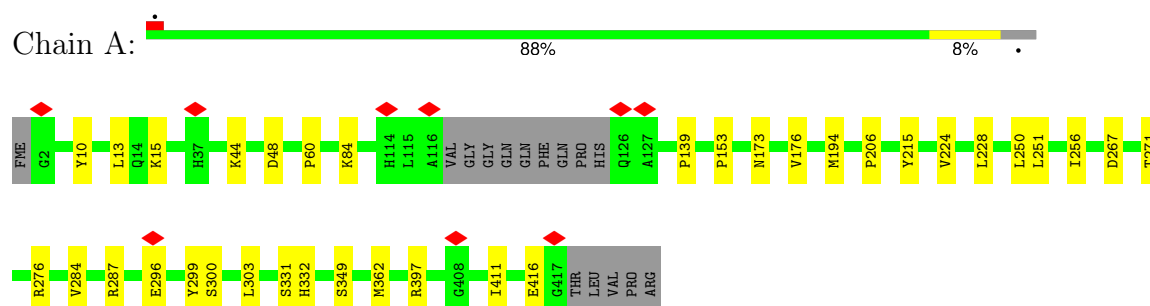 Chain A:
88%
8%
FME G2 Y10 L13 Q14 K15 H37 K44 D48 P60 K84 H114 L115 A116 VAL GLY GLY GLN GLN PHE GLN PRO HIS Q126 A127 P139 P153 N173 V176 M194 P206 Y215 V224 L228 L250 L251 I256 D267 T271
R276 V284 R287 E296 Y299 S300 L303 S331 H332 S349 M362 R397 G408 I411 E416 G417 THR LEU VAL PRO ARG